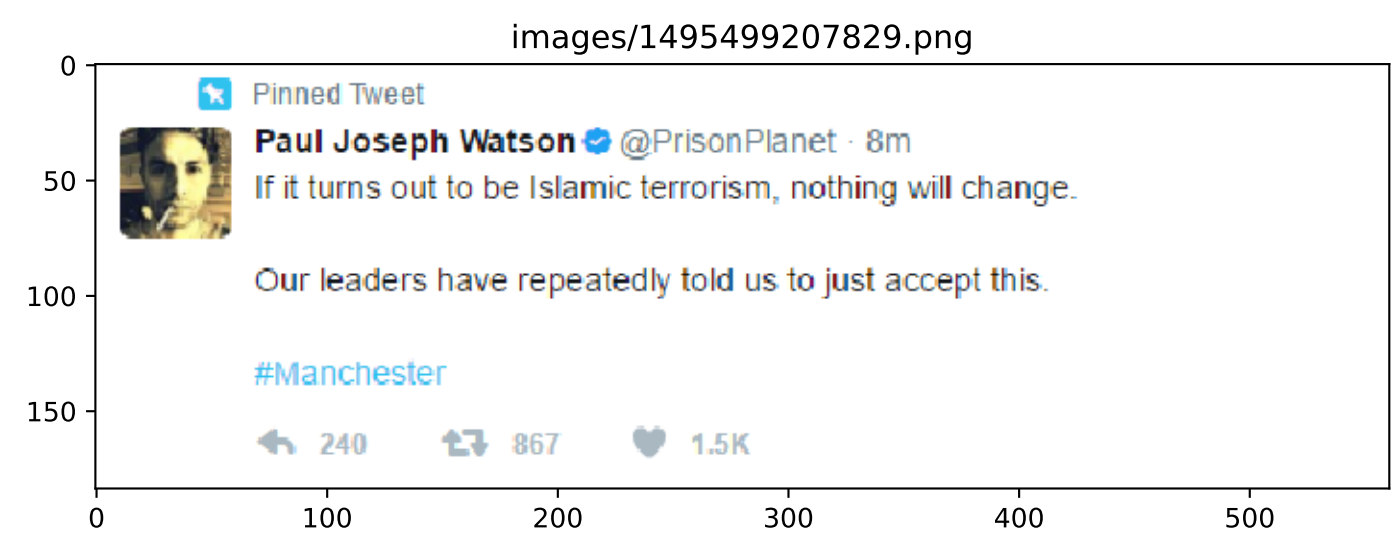 images/1495499207829.png
Pinned Tweet
Paul Joseph Watson @PrisonPlanet · 8m
If it turns out to be Islamic terrorism, nothing will change.
Our leaders have repeatedly told us to just accept this.
#Manchester
240 867 1.5K
0
50
100
150
0 100 200 300 400 500